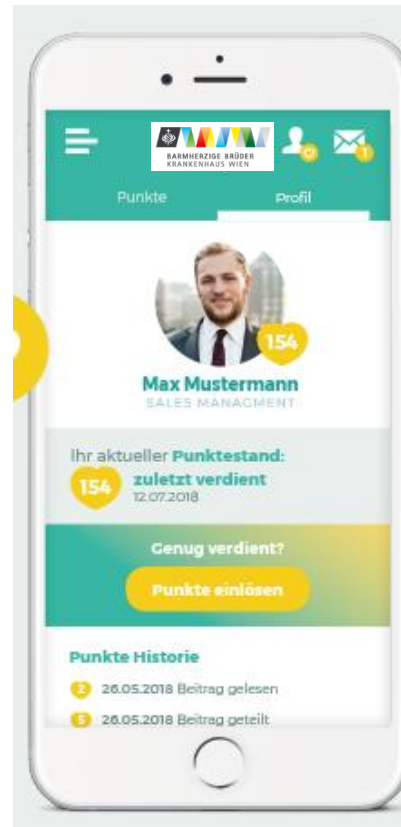 BARMHERZIGE BRÜDER
KRANKENHAUS WIEN
1
Punkte
Profil
154
Max Mustermann
SALES MANAGMENT
Ihr aktueller Punktestand:
154
zuletzt verdient
12.07.2018
Genug verdient?
Punkte einlösen
Punkte Historie
2 26.05.2018 Beitrag gelesen
5 26.05.2018 Beitrag geteilt